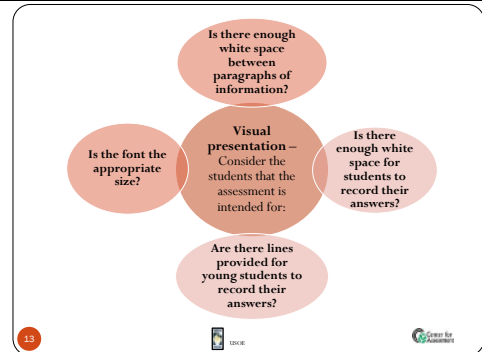 Is there enough
white space
between
paragraphs of
information?
Is the font the
appropriate
size?
Visual
presentation –
Consider the
students that the
assessment is
intended for:
Is there
enough white
space for
students to
record their
answers?
Are there lines
provided for
young students to
record their
answers?
13
USOE
Center for
Assessment